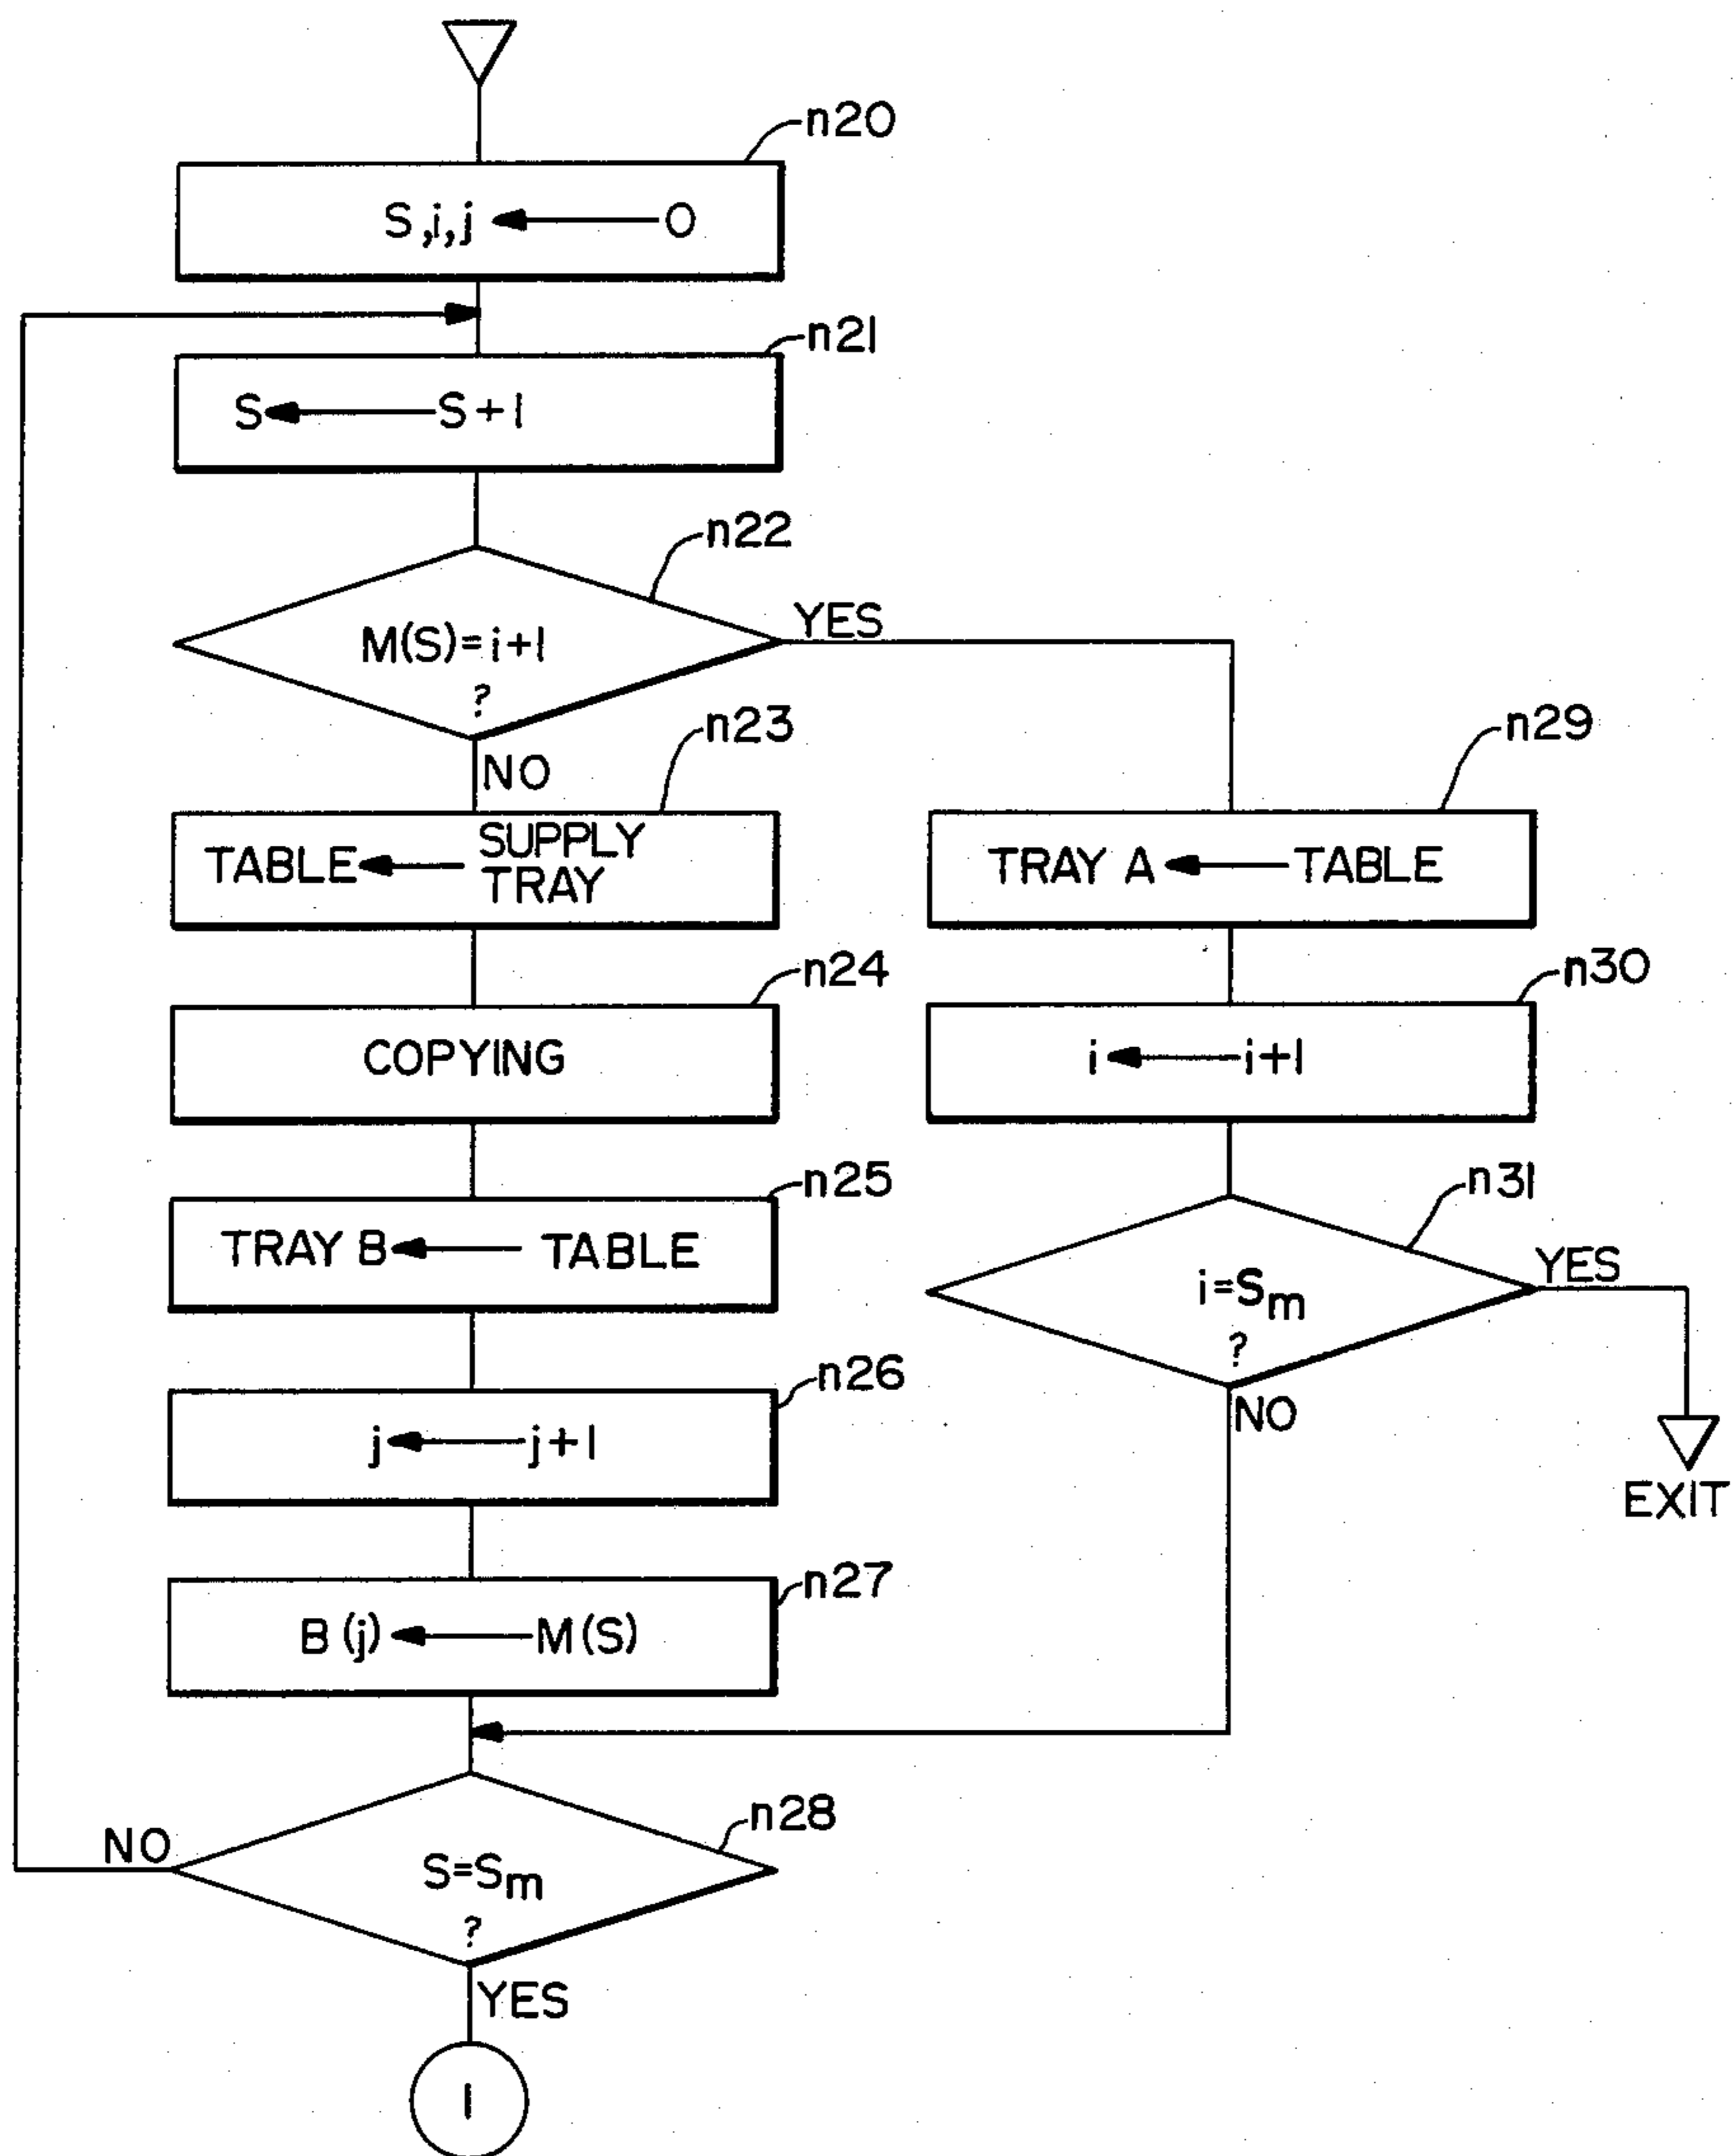 n20
S,i,j ← 0
n21
S ← S+1
n22
M(S)=i+1
?
YES
NO
n23
TABLE ← SUPPLY
TRAY
n29
TRAY A ← TABLE
n24
COPYING
n30
i ← i+1
n25
TRAY B ← TABLE
n31
i=Sm
?
YES
NO
EXIT
n26
j ← j+1
n27
B(j) ← M(S)
n28
NO
S=Sm
?
YES
1